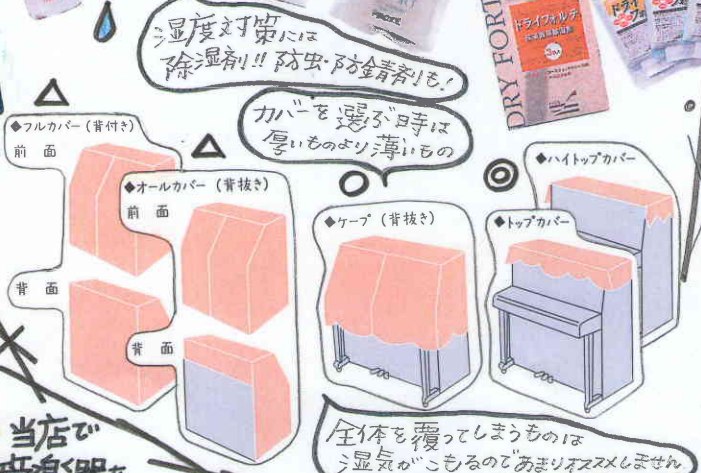 湿度対策には
除湿剤!! 防虫・防錆剤も!
DRY FOR
ドライフォルテ
カバーを選ぶ時は
厚いものより薄いもの
◆フルカバー(背付き)
前 面
背 面
◆オールカバー(背抜き)
前 面
背 面
◆ケープ(背抜き)
◆ハイトップカバー
◆トップカバー
全体を覆ってしまうものは
湿気がこもるのであまりオススメしません
当店で